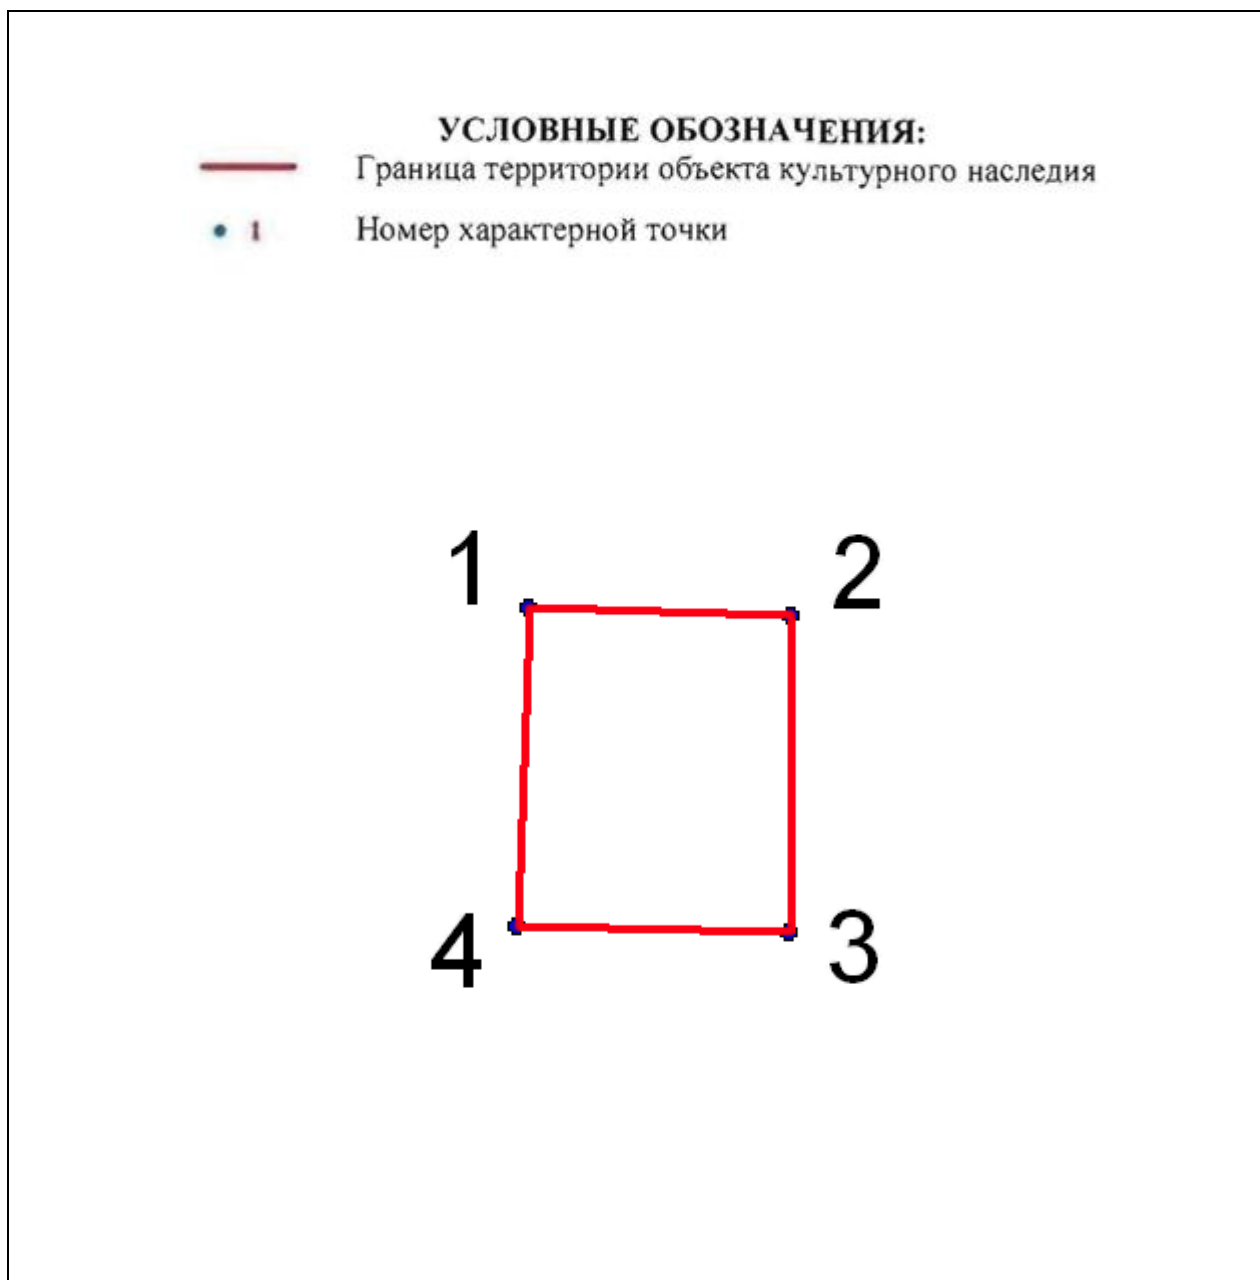 УСЛОВНЫЕ ОБОЗНАЧЕНИЯ:
Граница территории объекта культурного наследия
1 Номер характерной точки
1 2
4 3